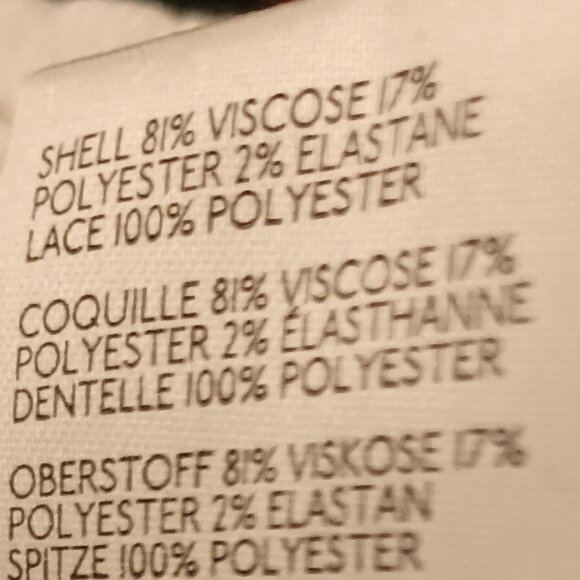 SHELL 81% VISCOSE 17%
POLYESTER 2% ELASTANE
LACE 100% POLYESTER
COQUILLE 81% VISCOSE 17%
POLYESTER 2% ÉLASTHANNE
DENTELLE 100% POLYESTER
OBERSTOFF 81% VISKOSE 17%
POLYESTER 2% ELASTAN
SPITZE 100% POLYESTER